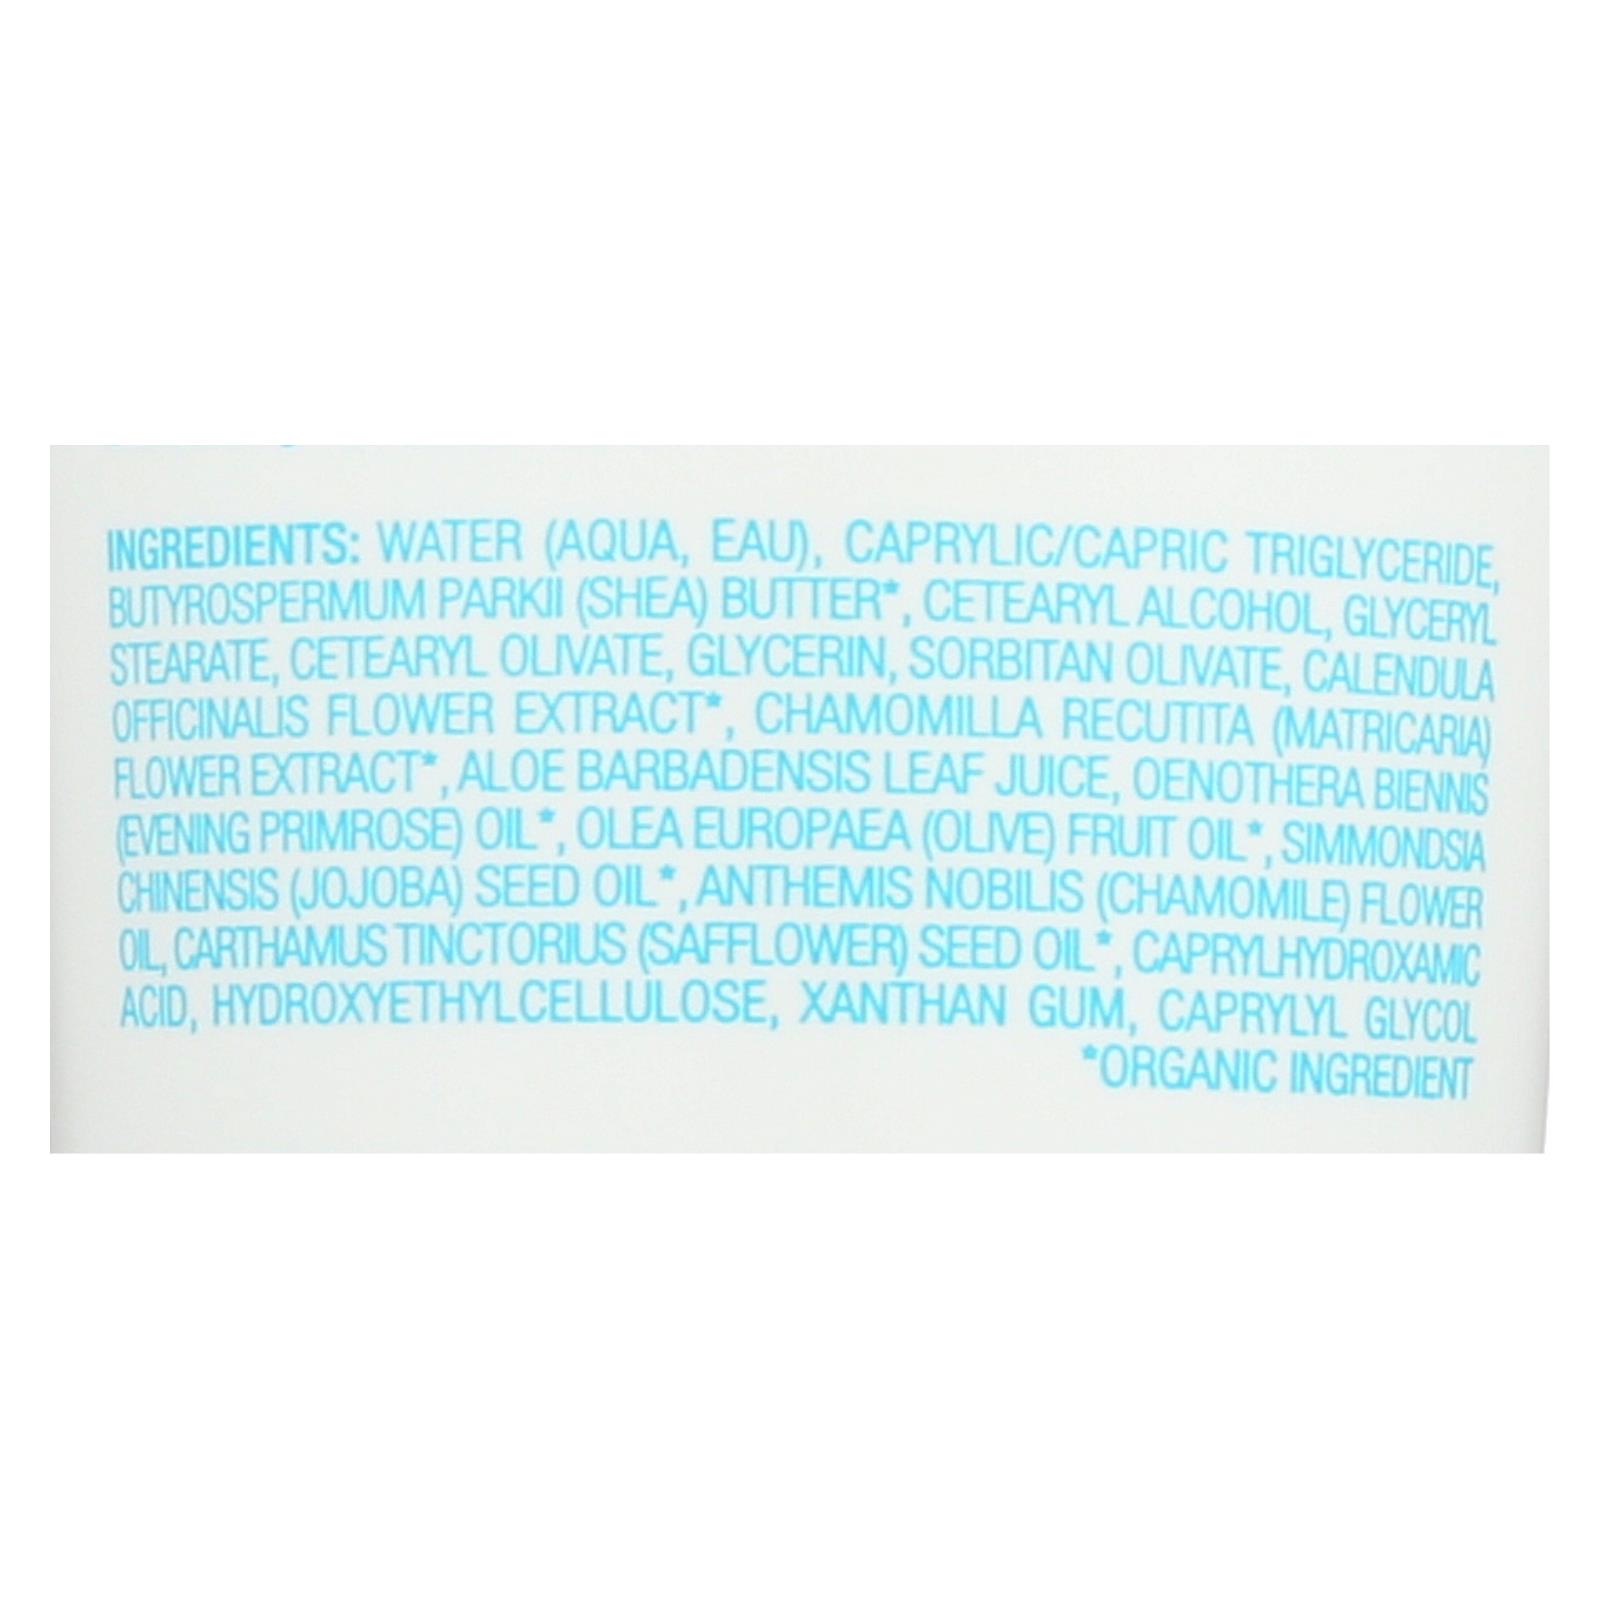 INGREDIENTS: WATER (AQUA, EAU), CAPRYLIC/CAPRIC TRIGLYCERIDE,
BUTYROSPERMUM PARKII (SHEA) BUTTER*, CETEARYL ALCOHOL, GLYCERYL
STEARATE, CETEARYL OLIVATE, GLYCERIN, SORBITAN OLIVATE, CALENDULA
OFFICINALIS FLOWER EXTRACT*, CHAMOMILLA RECUTITA (MATRICARIA)
FLOWER EXTRACT*, ALOE BARBADENSIS LEAF JUICE, OENOTHERA BIENNIS
(EVENING PRIMROSE) OIL*, OLEA EUROPAEA (OLIVE) FRUIT OIL*, SIMMONDSIA
CHINENSIS (JOJOBA) SEED OIL*, ANTHEMIS NOBILIS (CHAMOMILE) FLOWER
OIL, CARTHAMUS TINCTORIUS (SAFFLOWER) SEED OIL*, CAPRYLHYDROXAMIC
ACID, HYDROXYETHYLCELLULOSE, XANTHAN GUM, CAPRYLYL GLYCOL
*ORGANIC INGREDIENT